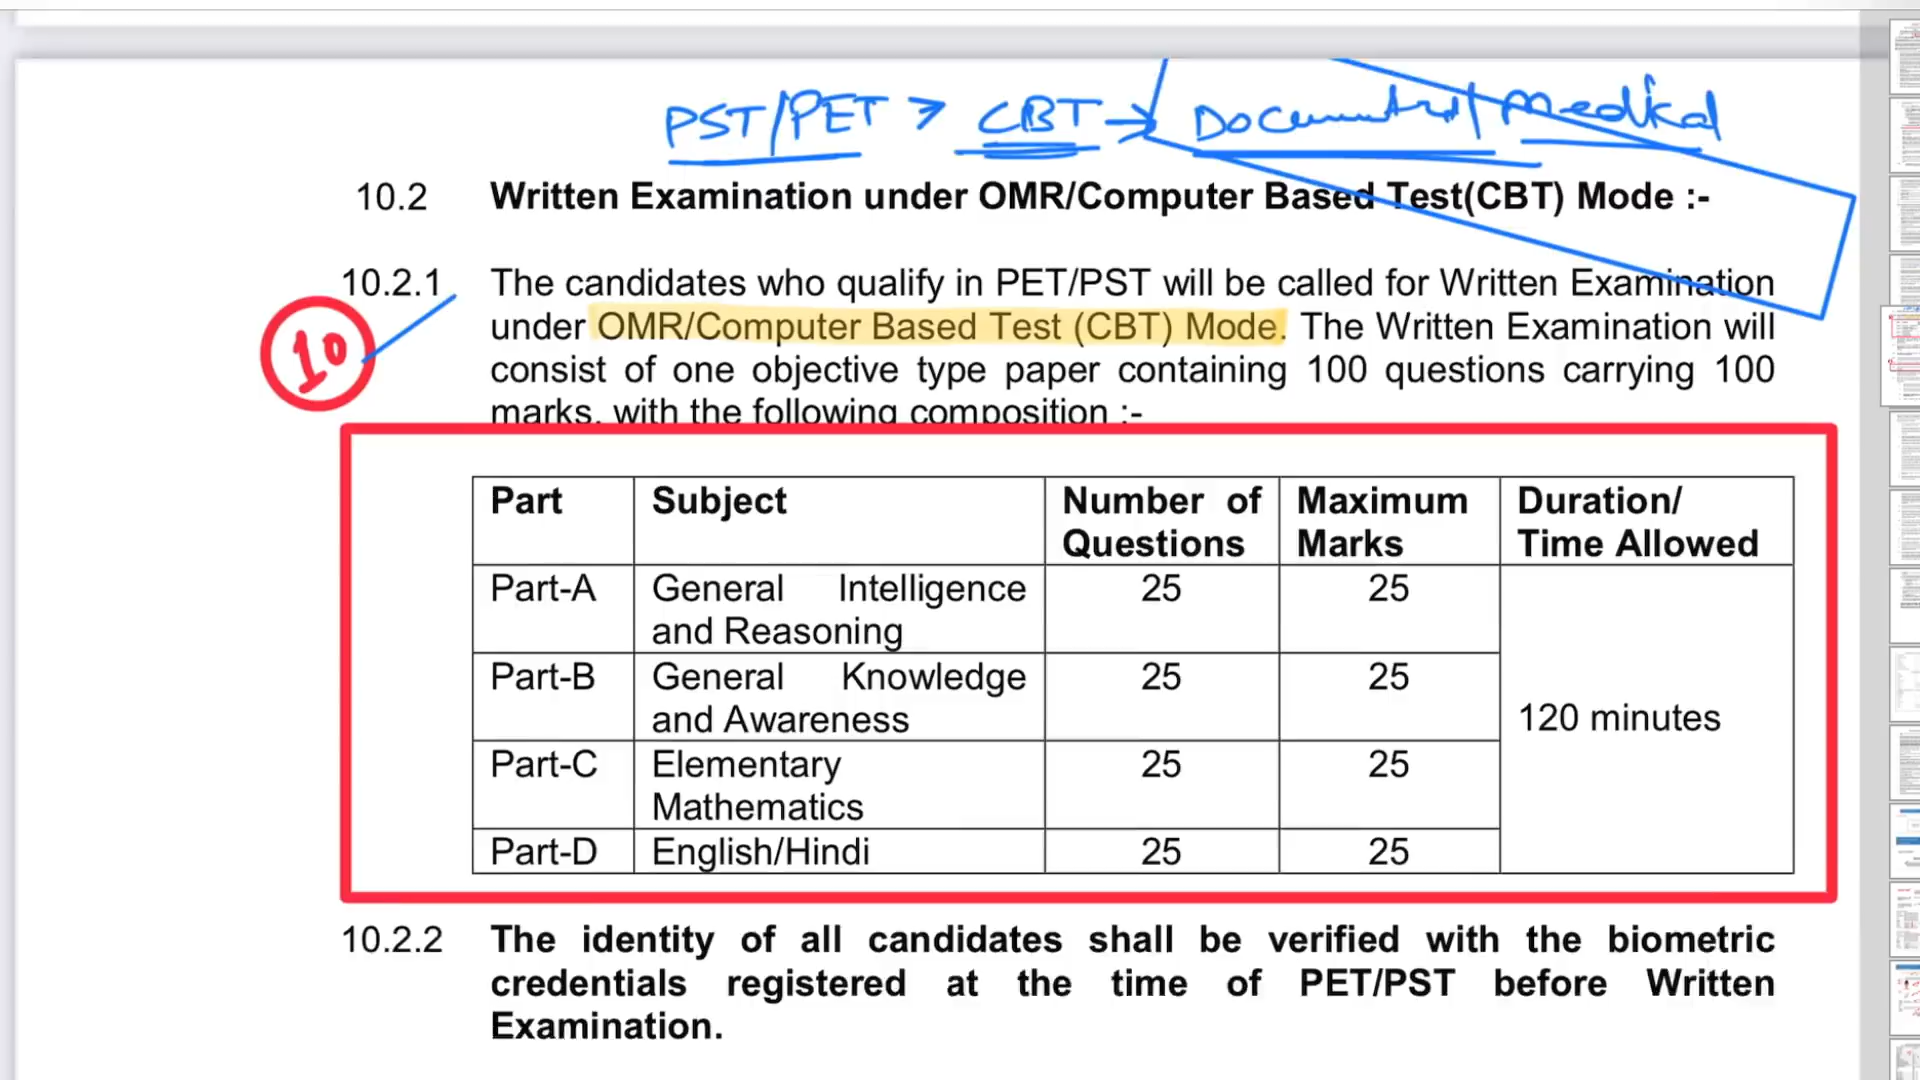 PST/PET > CBT → Documental/Medical
10.2 Written Examination under OMR/Computer Based Test(CBT) Mode :-
10.2.1 The candidates who qualify in PET/PST will be called for Written Examination
under OMR/Computer Based Test (CBT) Mode. The Written Examination will
10
consist of one objective type paper containing 100 questions carrying 100
marks, with the following composition :-
Part Subject Number of Questions Maximum Marks Duration/ Time Allowed
Part-A General Intelligence and Reasoning 25 25 120 minutes
Part-B General Knowledge and Awareness 25 25
Part-C Elementary Mathematics 25 25
Part-D English/Hindi 25 25
10.2.2 The identity of all candidates shall be verified with the biometric
credentials registered at the time of PET/PST before Written
Examination.